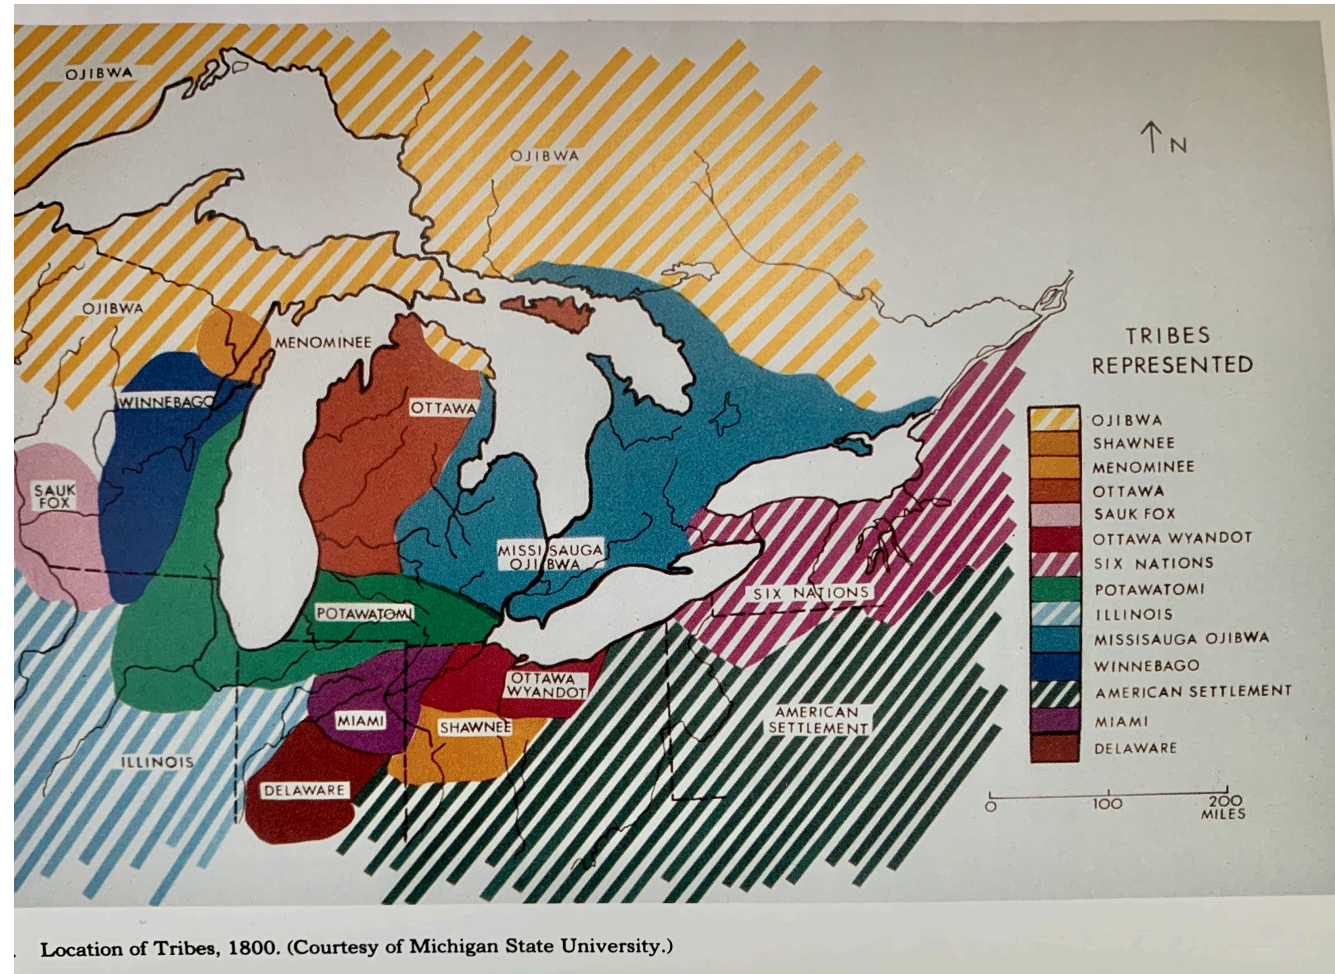 OJIBWA
OJIBWA
N
OJIBWA
MENOMINEE
WINNEBAGO
OTTAWA
SAUK
FOX
MISSISAUGA
OJIBWA
POTAWATOMI
SIX NATIONS
OTTAWA
WYANDOT
MIAMI
SHAWNEE
AMERICAN
SETTLEMENT
ILLINOIS
DELAWARE
TRIBES
REPRESENTED
OJIBWA
SHAWNEE
MENOMINEE
OTTAWA
SAUK FOX
OTTAWA WYANDOT
SIX NATIONS
POTAWATOMI
ILLINOIS
MISSISAUGA OJIBWA
WINNEBAGO
AMERICAN SETTLEMENT
MIAMI
DELAWARE
0 100 200
MILES
Location of Tribes, 1800. (Courtesy of Michigan State University.)